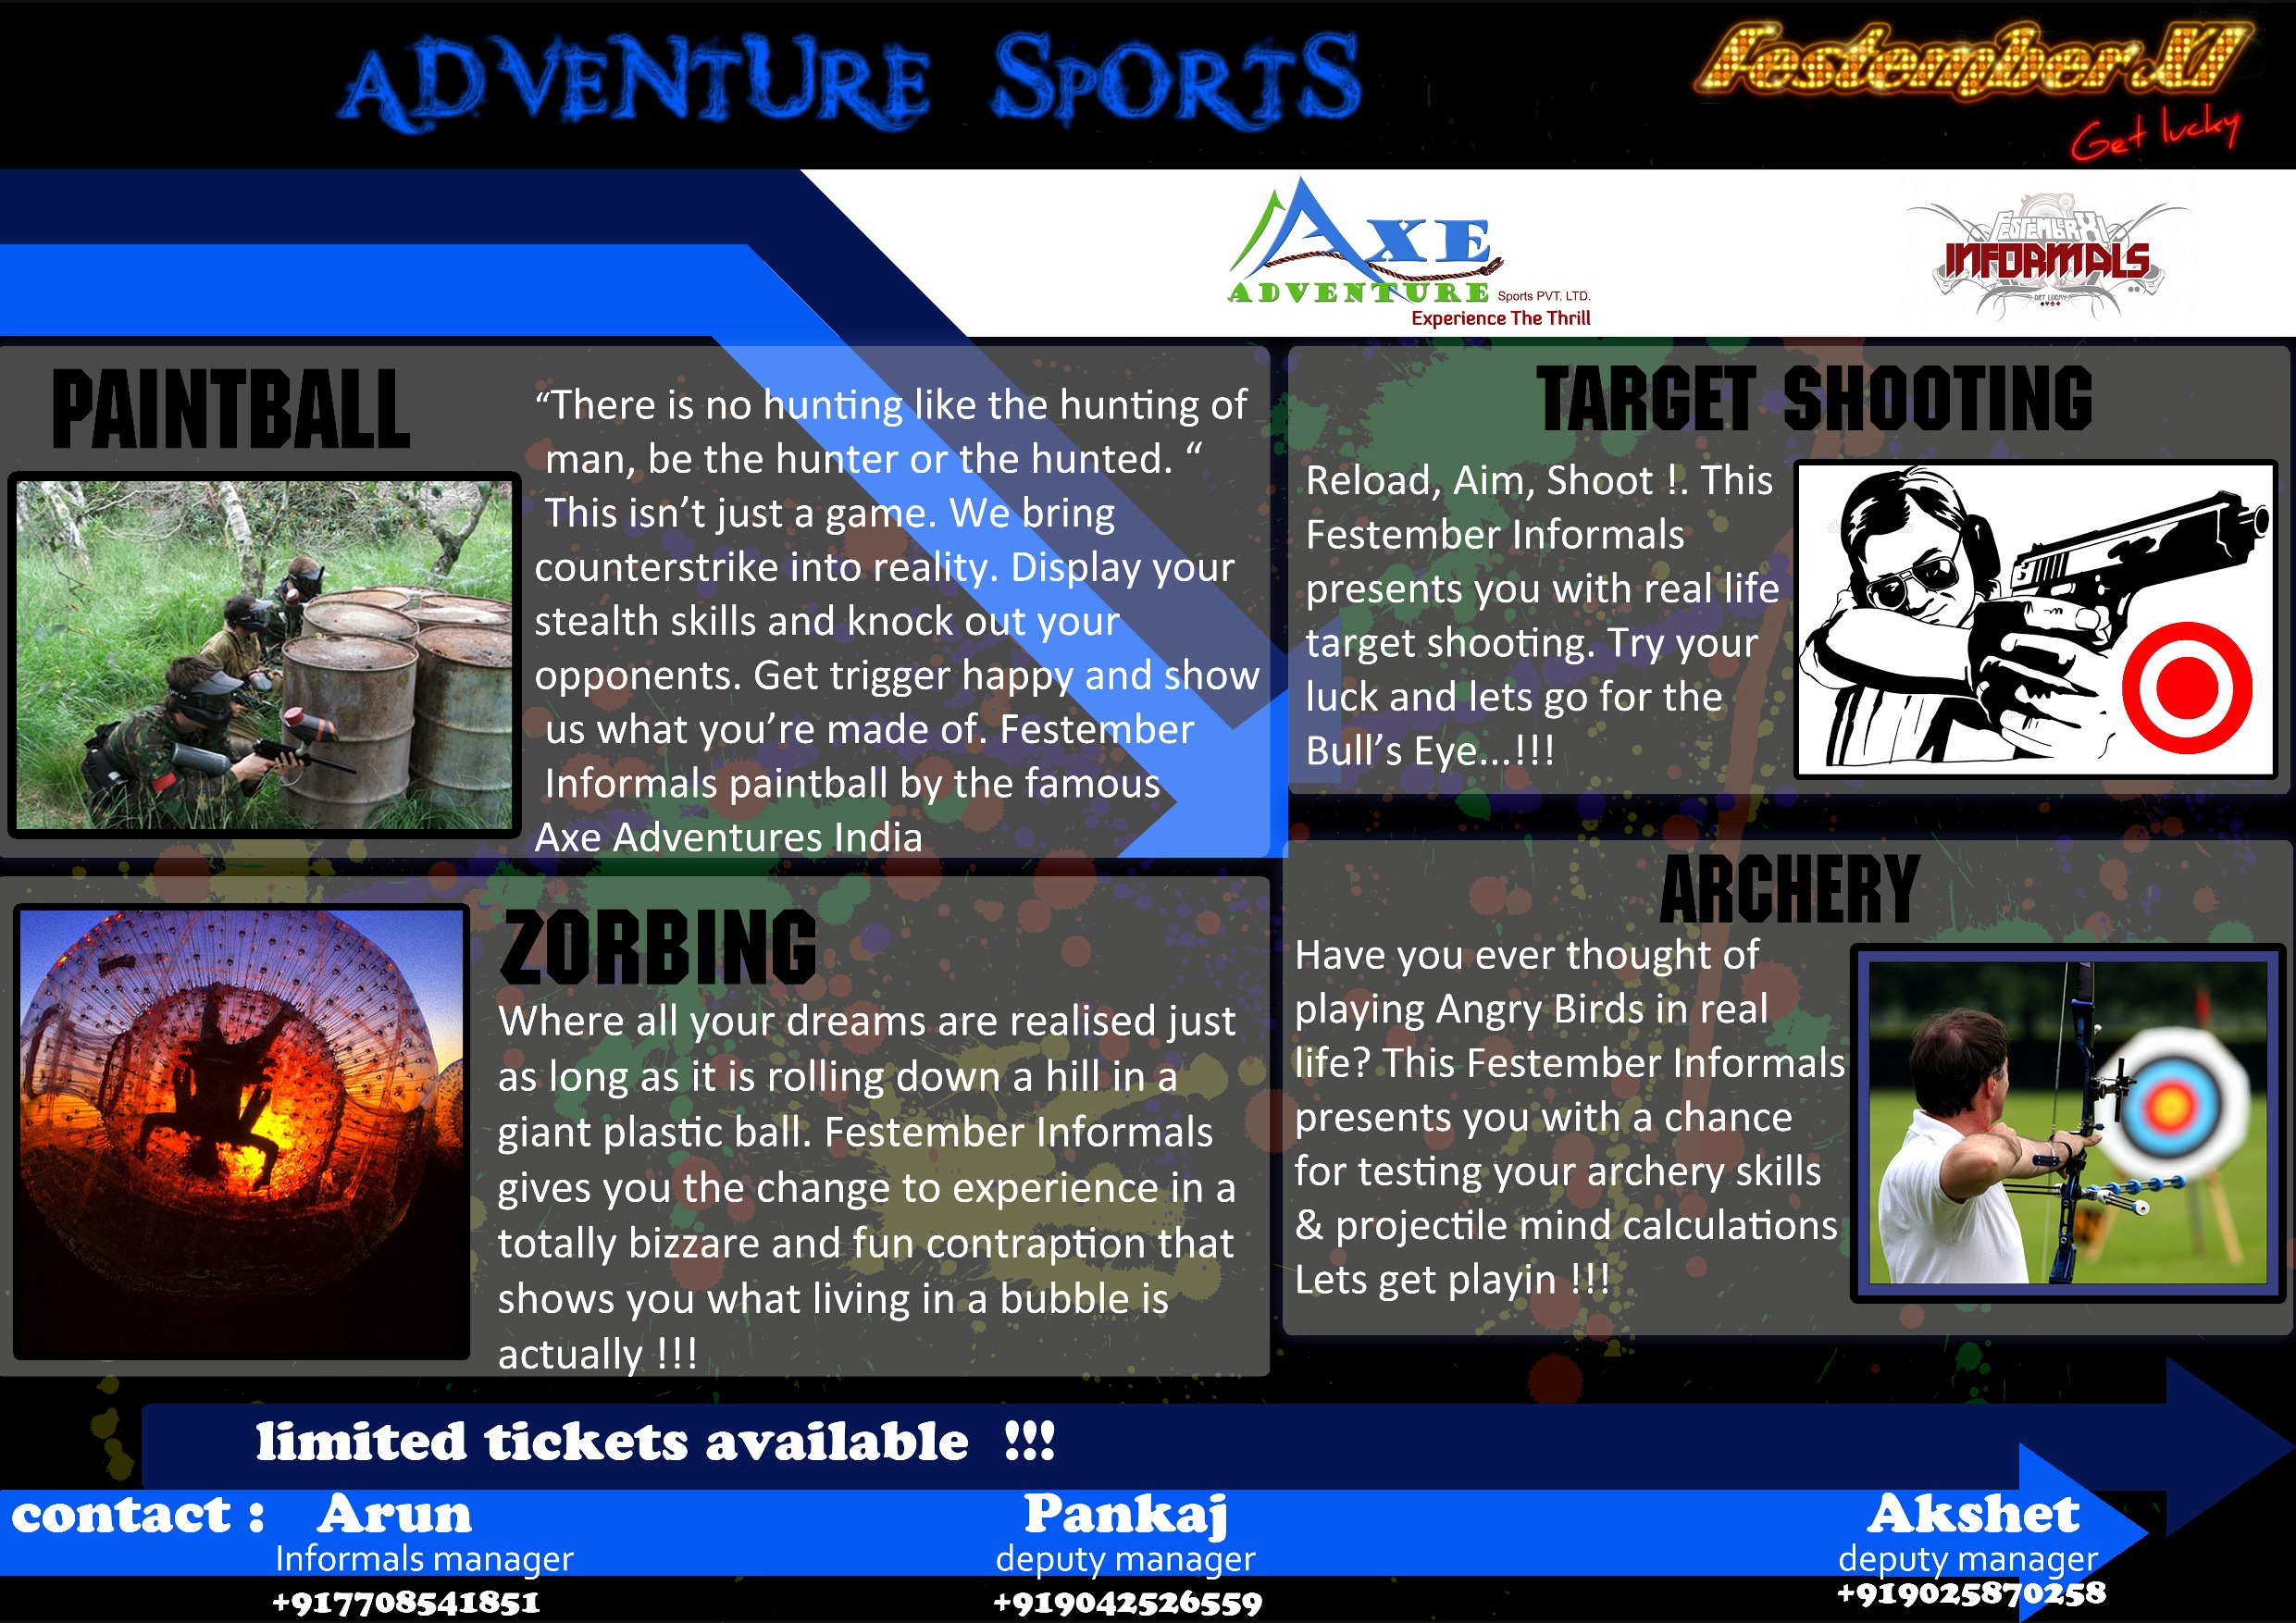 ADVENTURE SPORTS
Festember.XI
Get lucky
AXE
ADVENTURE Sports PVT. LTD.
Experience The Thrill
FESTEMBER XI
INFORMALS
GET LUCKY
PAINTBALL
“There is no hunting like the hunting of
man, be the hunter or the hunted. “
This isn’t just a game. We bring
counterstrike into reality. Display your
stealth skills and knock out your
opponents. Get trigger happy and show
us what you’re made of. Festember
Informals paintball by the famous
Axe Adventures India
TARGET SHOOTING
Reload, Aim, Shoot !. This
Festember Informals
presents you with real life
target shooting. Try your
luck and lets go for the
Bull’s Eye...!!!
ZORBING
Where all your dreams are realised just
as long as it is rolling down a hill in a
giant plastic ball. Festember Informals
gives you the change to experience in a
totally bizzare and fun contraption that
shows you what living in a bubble is
actually !!!
ARCHERY
Have you ever thought of
playing Angry Birds in real
life? This Festember Informals
presents you with a chance
for testing your archery skills
& projectile mind calculations
Lets get playin !!!
limited tickets available !!!
contact : Arun
Informals manager
+917708541851
Pankaj
deputy manager
+919042526559
Akshet
deputy manager
+919025870258